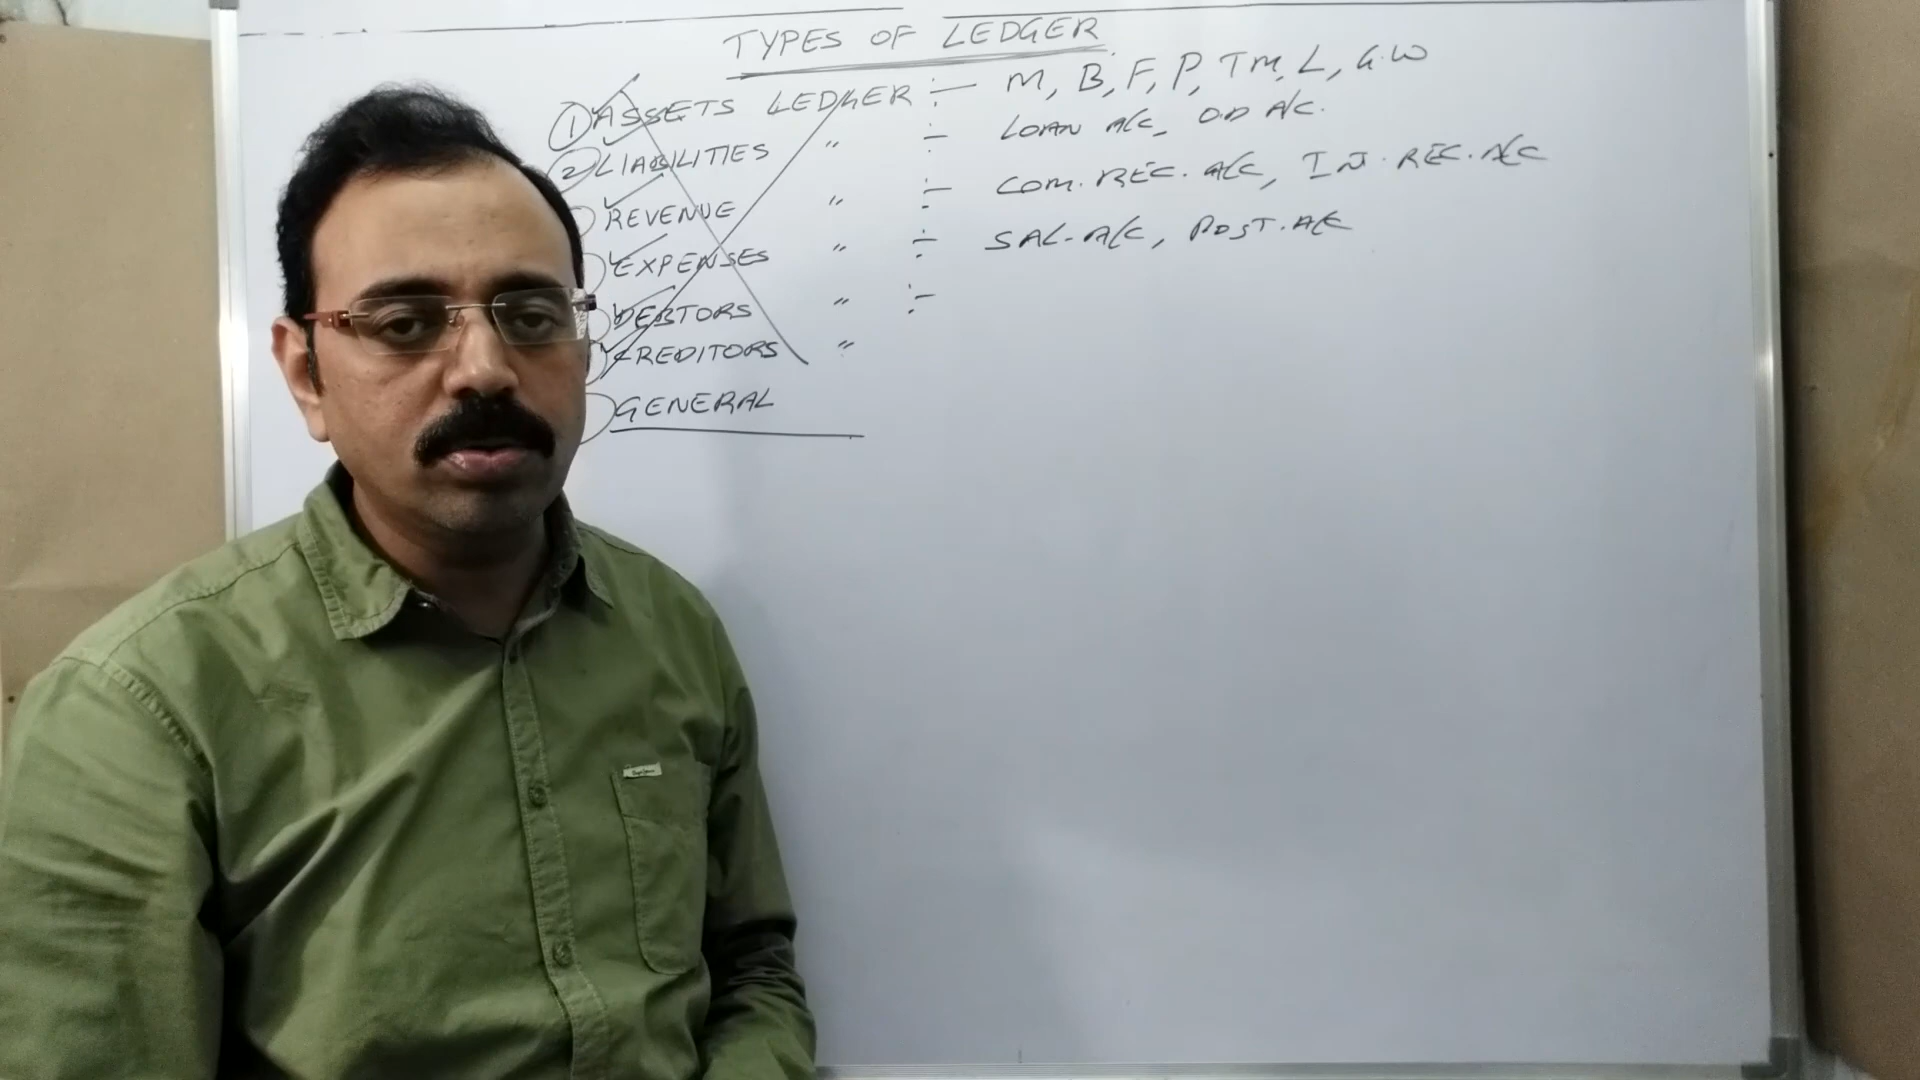 TYPES OF LEDGER
① ASSETS LEDGER :- M, B, F, P, TM, L, G.W
② LIABILITIES " :- LOAN A/C, O.D A/C.
REVENUE " :- COM. REC. A/C, IN. REC. A/C
EXPENSES " :- SAL. A/C, POST. A/C
DEBTORS " :-
CREDITORS "
GENERAL